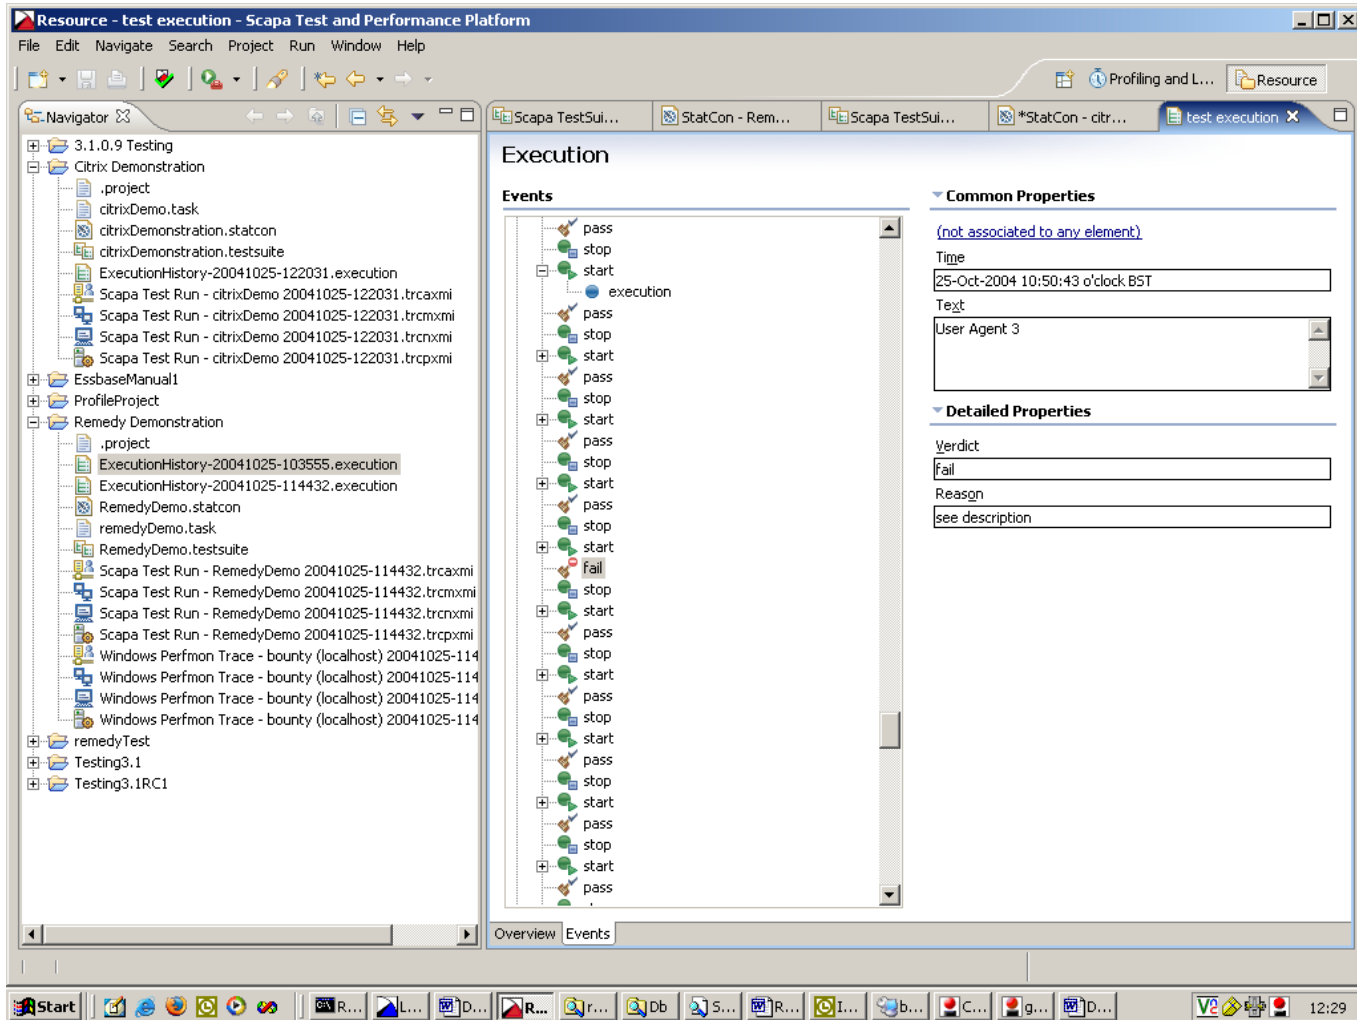 Resource - test execution - Scapa Test and Performance Platform
File Edit Navigate Search Project Run Window Help
Profiling and L... Resource
Navigator
3.1.0.9 Testing
Citrix Demonstration
.project
citrixDemo.task
citrixDemonstration.statcon
citrixDemonstration.testsuite
ExecutionHistory-20041025-122031.execution
Scapa Test Run - citrixDemo 20041025-122031.trcaxmi
Scapa Test Run - citrixDemo 20041025-122031.trcmxmi
Scapa Test Run - citrixDemo 20041025-122031.trcnxmi
Scapa Test Run - citrixDemo 20041025-122031.trcpxmi
EssbaseManual1
ProfileProject
Remedy Demonstration
.project
ExecutionHistory-20041025-103555.execution
ExecutionHistory-20041025-114432.execution
RemedyDemo.statcon
remedyDemo.task
RemedyDemo.testsuite
Scapa Test Run - RemedyDemo 20041025-114432.trcaxmi
Scapa Test Run - RemedyDemo 20041025-114432.trcmxmi
Scapa Test Run - RemedyDemo 20041025-114432.trcnxmi
Scapa Test Run - RemedyDemo 20041025-114432.trcpxmi
Windows Perfmon Trace - bounty (localhost) 20041025-114
Windows Perfmon Trace - bounty (localhost) 20041025-114
Windows Perfmon Trace - bounty (localhost) 20041025-114
Windows Perfmon Trace - bounty (localhost) 20041025-114
remedyTest
Testing3.1
Testing3.1RC1
Scapa TestSui... StatCon - Rem... Scapa TestSui... *StatCon - citr... test execution
Execution
Events
pass
stop
start
execution
pass
stop
start
pass
stop
start
pass
stop
start
pass
stop
start
fail
stop
start
pass
stop
start
pass
stop
start
pass
stop
start
pass
stop
start
pass
Overview Events
Common Properties
(not associated to any element)
Time
25-Oct-2004 10:50:43 o'clock BST
Text
User Agent 3
Detailed Properties
Verdict
fail
Reason
see description
Start R... L... D... R... r... Db S... R... I... b... C... g... D... 12:29